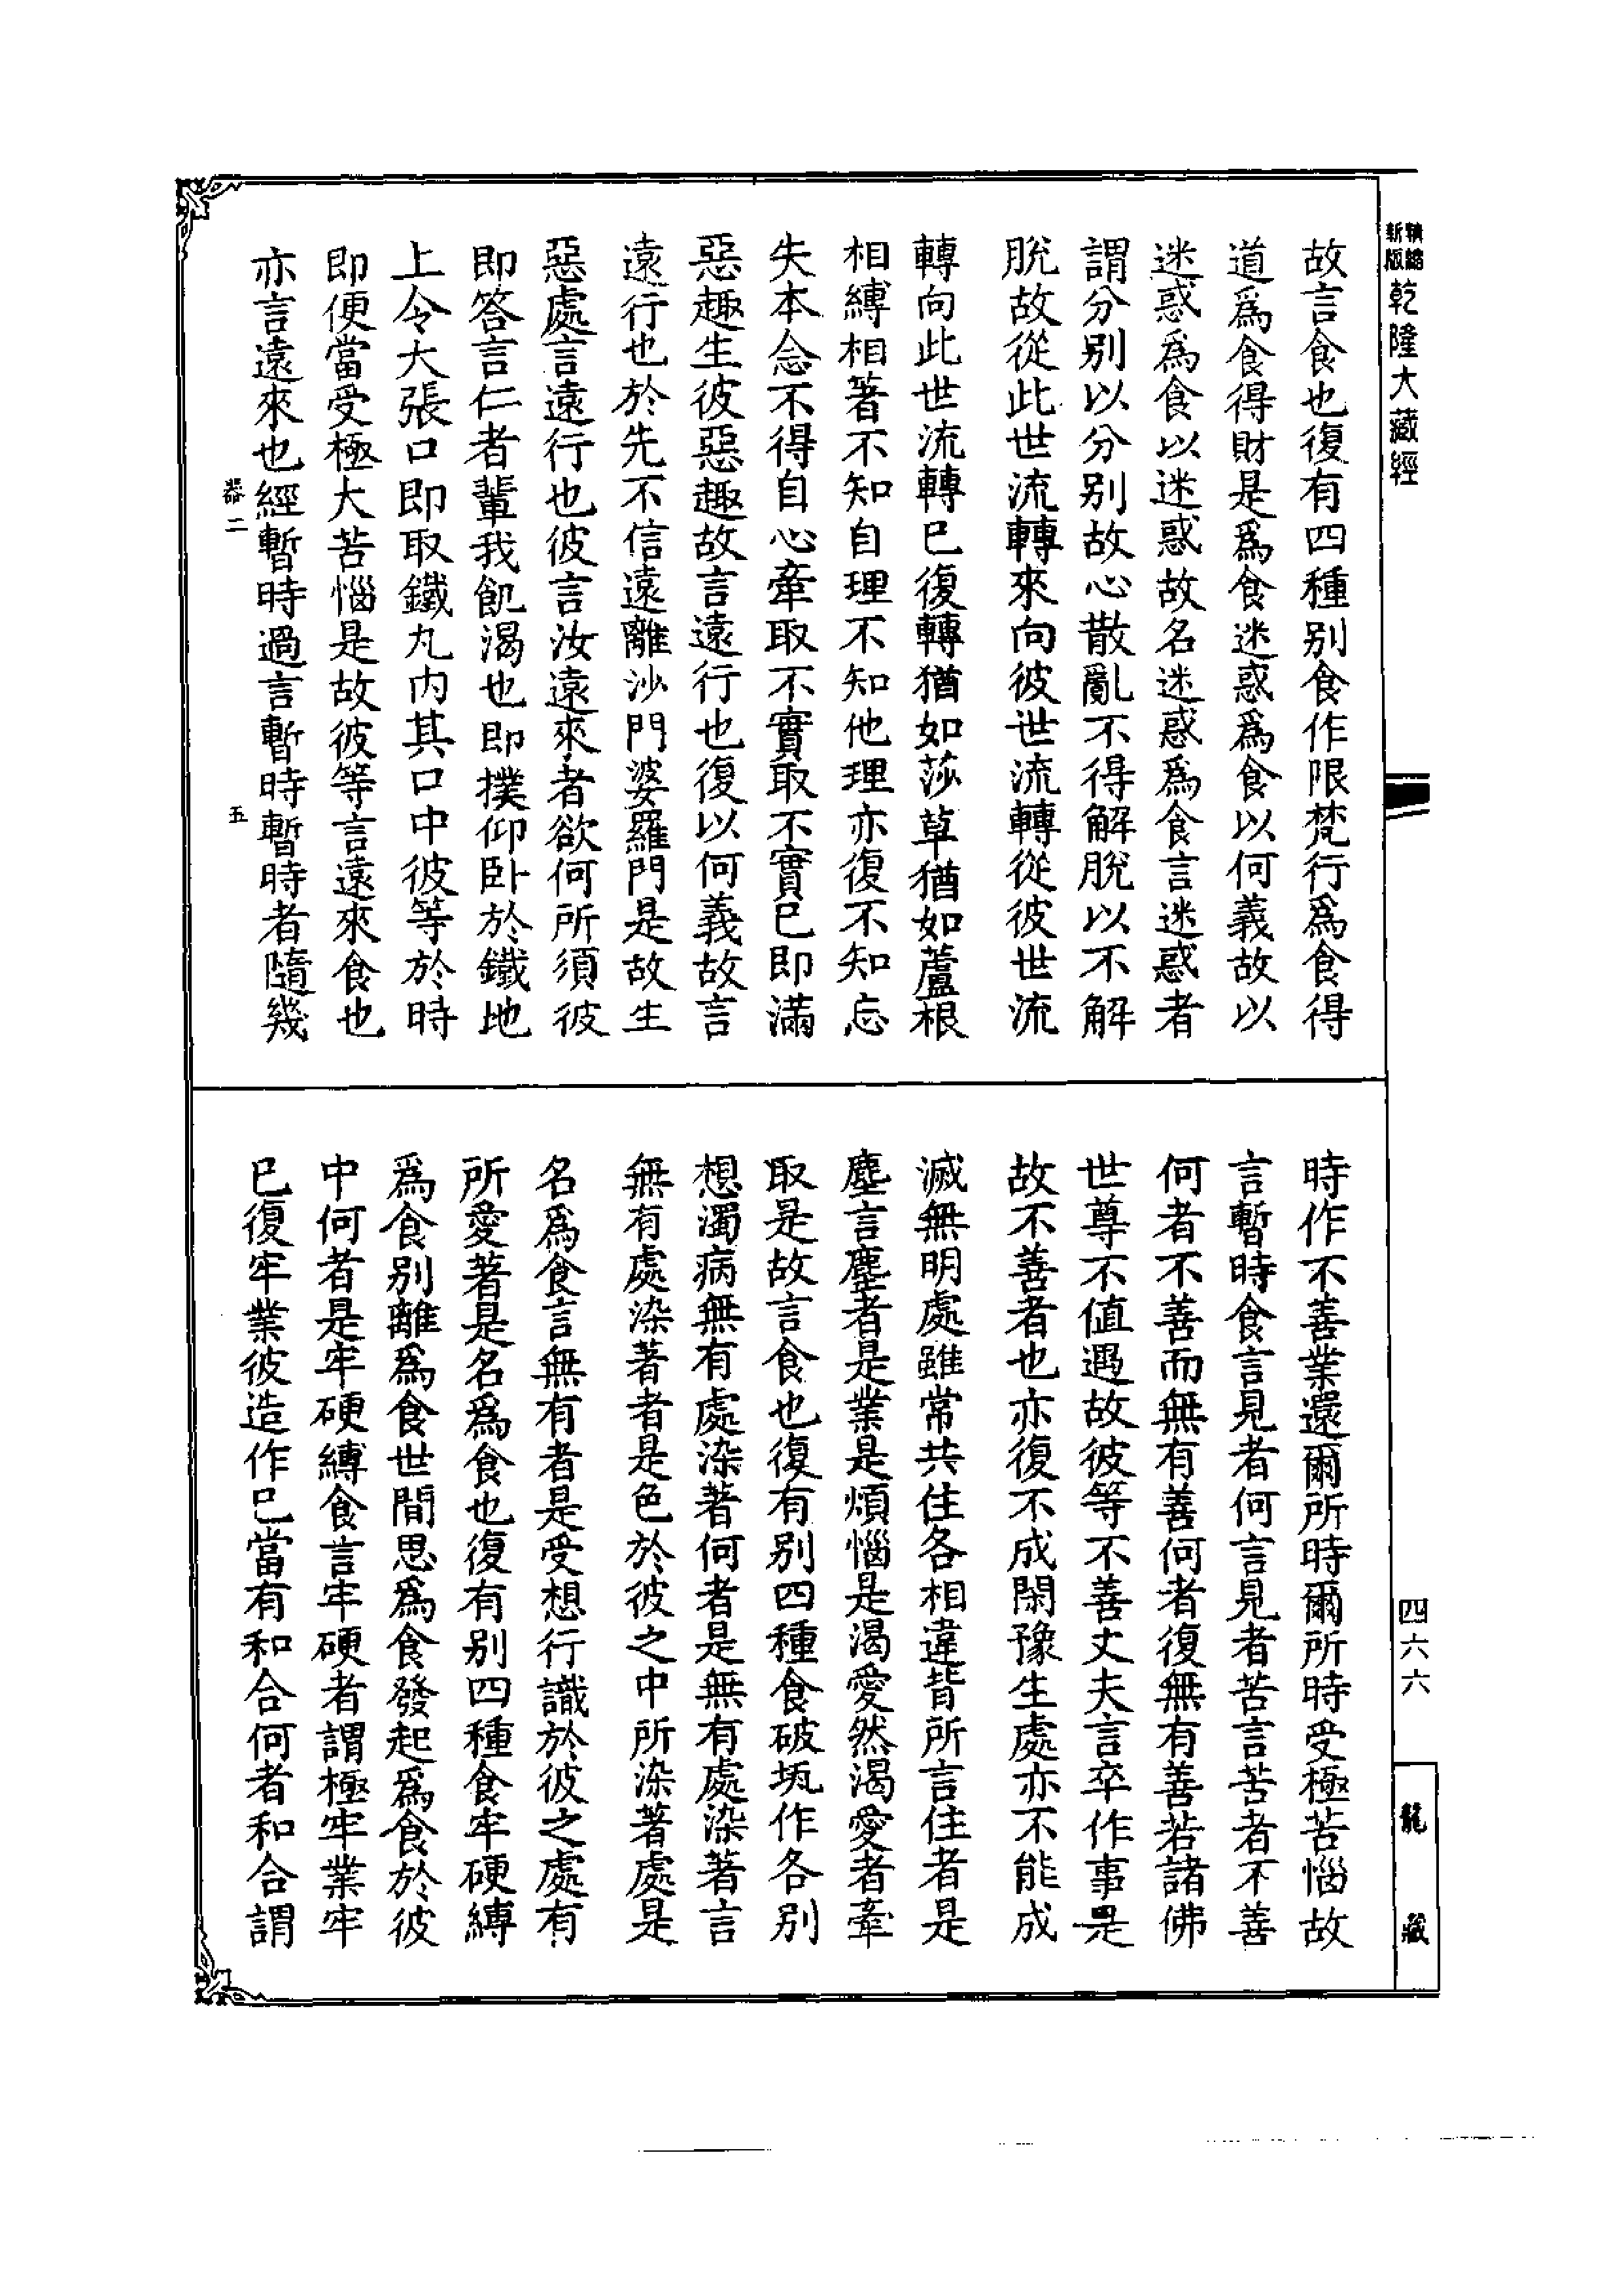 精縮新版 乾隆大藏經
故言食也復有四種別食作限梵行爲食得
道爲食得財是爲食迷惑爲食以何義故以
迷惑爲食以迷惑故名迷惑爲食言迷惑者
謂分別以分別故心散亂不得解脫以不解
脫故從此世流轉來向彼世流轉從彼世流
轉向此世流轉已復轉猶如莎草猶如蘆根
相縛相著不知自理不知他理亦復不知忘
失本念不得自心牽取不實取不實已即滿
惡趣生彼惡趣故言遠行也復以何義故言
遠行也於先不信遠離沙門婆羅門是故生
惡處言遠行也彼言汝遠來者欲何所須彼
即答言仁者輩我飢渴也即撲仰臥於鐵地
上令大張口即取鐵丸內其口中彼等於時
即便當受極大苦惱是故彼等言遠來食也
亦言遠來也經暫時過言暫時暫時者隨幾
器二 五
時作不善業還爾所時爾所時受極苦惱故
言暫時食言見者何言見者苦言苦者不善
何者不善而無有善何者復無有善若諸佛
世尊不值遇故彼等不善丈夫言卒作事是
故不善者也亦復不成閑豫生處亦不能成
滅無明處雖常共住各相違背所言住者是
塵言塵者是業是煩惱是渴愛然渴愛者牽
取是故言食也復有別四種食破坂作各別
想濁病無有處染著何者是無有處染著言
無有處染著者是色於彼之中所染著處是
名爲食言無有者是受想行識於彼之處有
所愛著是名爲食也復有別四種食牢硬縛
爲食別離爲食世間思爲食發起爲食於彼
中何者是牢硬縛食言牢硬者謂極牢業牢
已復牢業彼造作已當有和合何者和合謂
四六六
龍藏